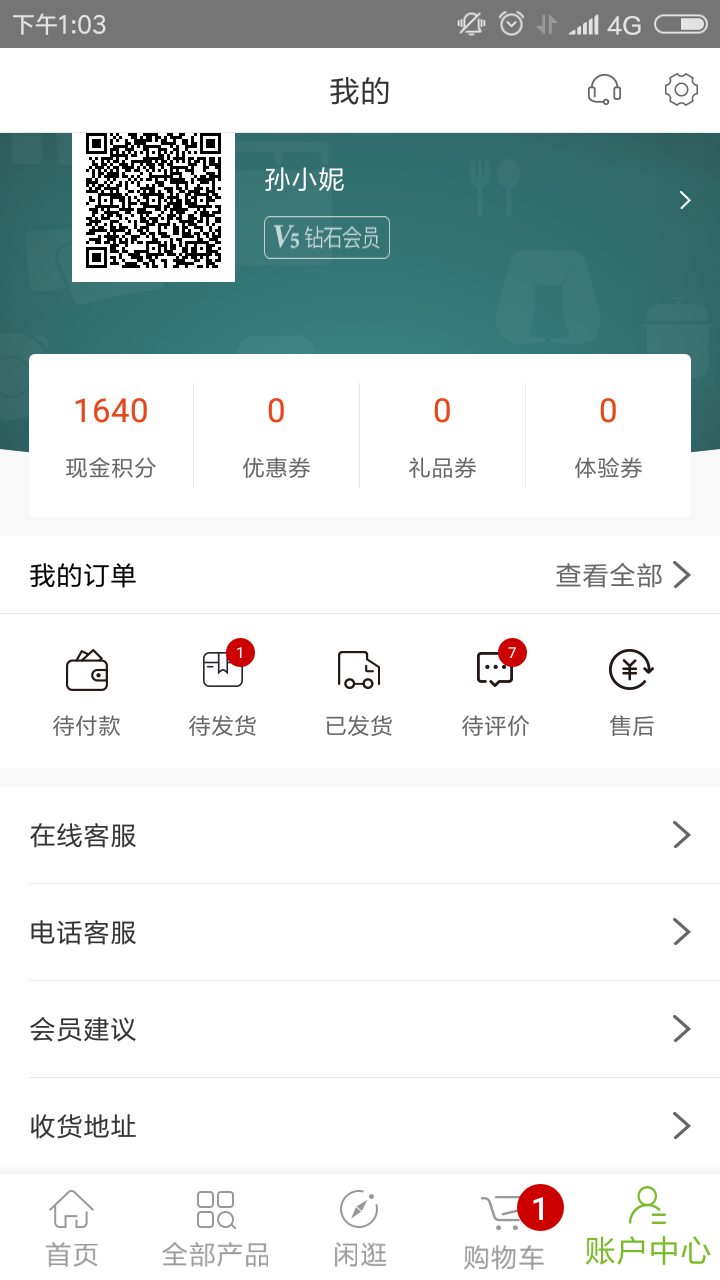 下午1:03 4G
我的
孙小妮
V5 钻石会员
1640 0 0 0
现金积分 优惠券 礼品券 体验券
我的订单 查看全部
1 7
待付款 待发货 已发货 待评价 售后
在线客服
电话客服
会员建议
收货地址
1
首页 全部产品 闲逛 购物车 账户中心